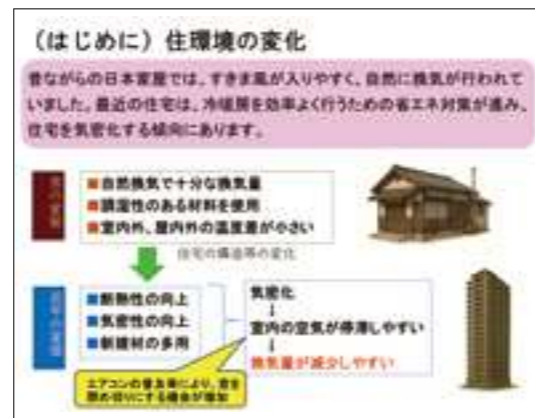 （はじめに）住環境の変化
昔ながらの日本家屋では、すきま風が入りやすく、自然に換気が行われて
いました。最近の住宅は、冷暖房を効率よく行うための省エネ対策が進み、
住宅を気密化する傾向にあります。
■自然換気で十分な換気量
■調湿性のある材料を使用
■室内外、屋内外の温度差が小さい
住宅の構造等の変化
■断熱性の向上
■気密性の向上
■新建材の多用
気密化
↓
室内の空気が停滞しやすい
↓
換気量が減少しやすい
エアコンの普及等により、窓を
閉め切りにする機会が増加